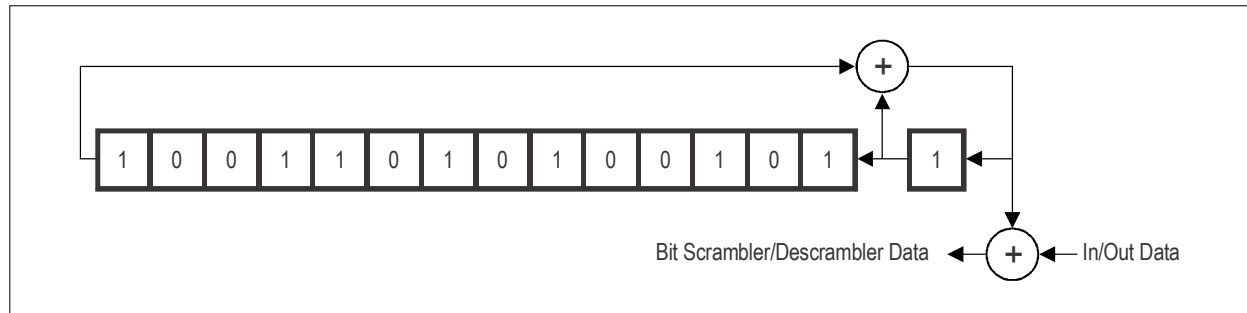 +
1 0 0 1 1 0 1 0 1 0 0 1 0 1 1
Bit Scrambler/Descrambler Data + In/Out Data